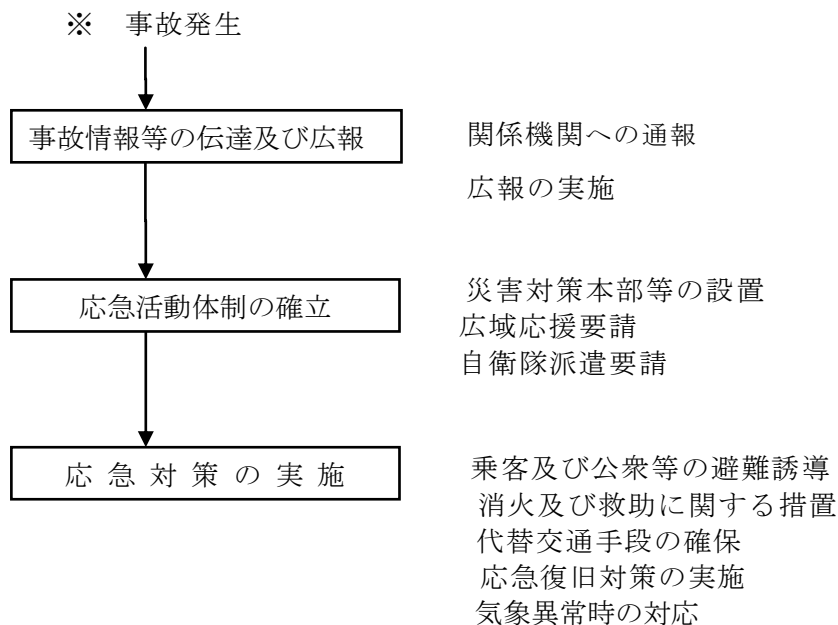 ※　事故発生
事故情報等の伝達及び広報
関係機関への通報
広報の実施
応急活動体制の確立
災害対策本部等の設置
広域応援要請
自衛隊派遣要請
応 急 対 策 の 実 施
乗客及び公衆等の避難誘導
消火及び救助に関する措置
代替交通手段の確保
応急復旧対策の実施
気象異常時の対応